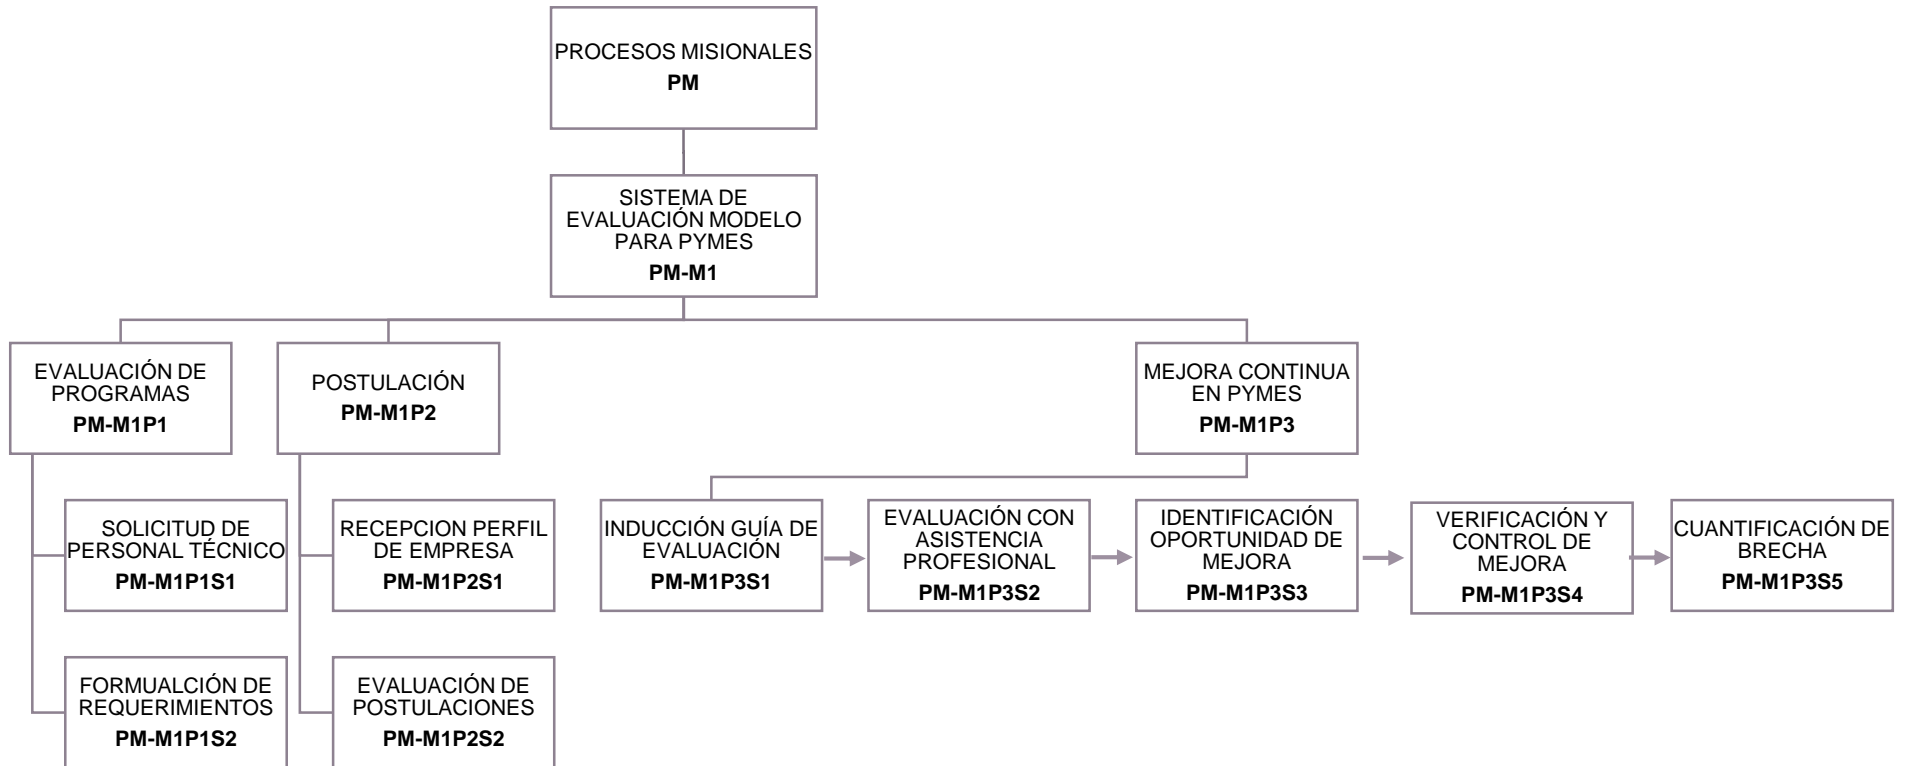 PROCESOS MISIONALES
PM
SISTEMA DE
EVALUACIÓN MODELO
PARA PYMES
PM-M1
EVALUACIÓN DE
PROGRAMAS
PM-M1P1
POSTULACIÓN
PM-M1P2
MEJORA CONTINUA
EN PYMES
PM-M1P3
SOLICITUD DE
PERSONAL TÉCNICO
PM-M1P1S1
RECEPCION PERFIL
DE EMPRESA
PM-M1P2S1
INDUCCIÓN GUÍA DE
EVALUACIÓN
PM-M1P3S1
EVALUACIÓN CON
ASISTENCIA
PROFESIONAL
PM-M1P3S2
IDENTIFICACIÓN
OPORTUNIDAD DE
MEJORA
PM-M1P3S3
VERIFICACIÓN Y
CONTROL DE
MEJORA
PM-M1P3S4
CUANTIFICACIÓN DE
BRECHA
PM-M1P3S5
FORMUALCIÓN DE
REQUERIMIENTOS
PM-M1P1S2
EVALUACIÓN DE
POSTULACIONES
PM-M1P2S2